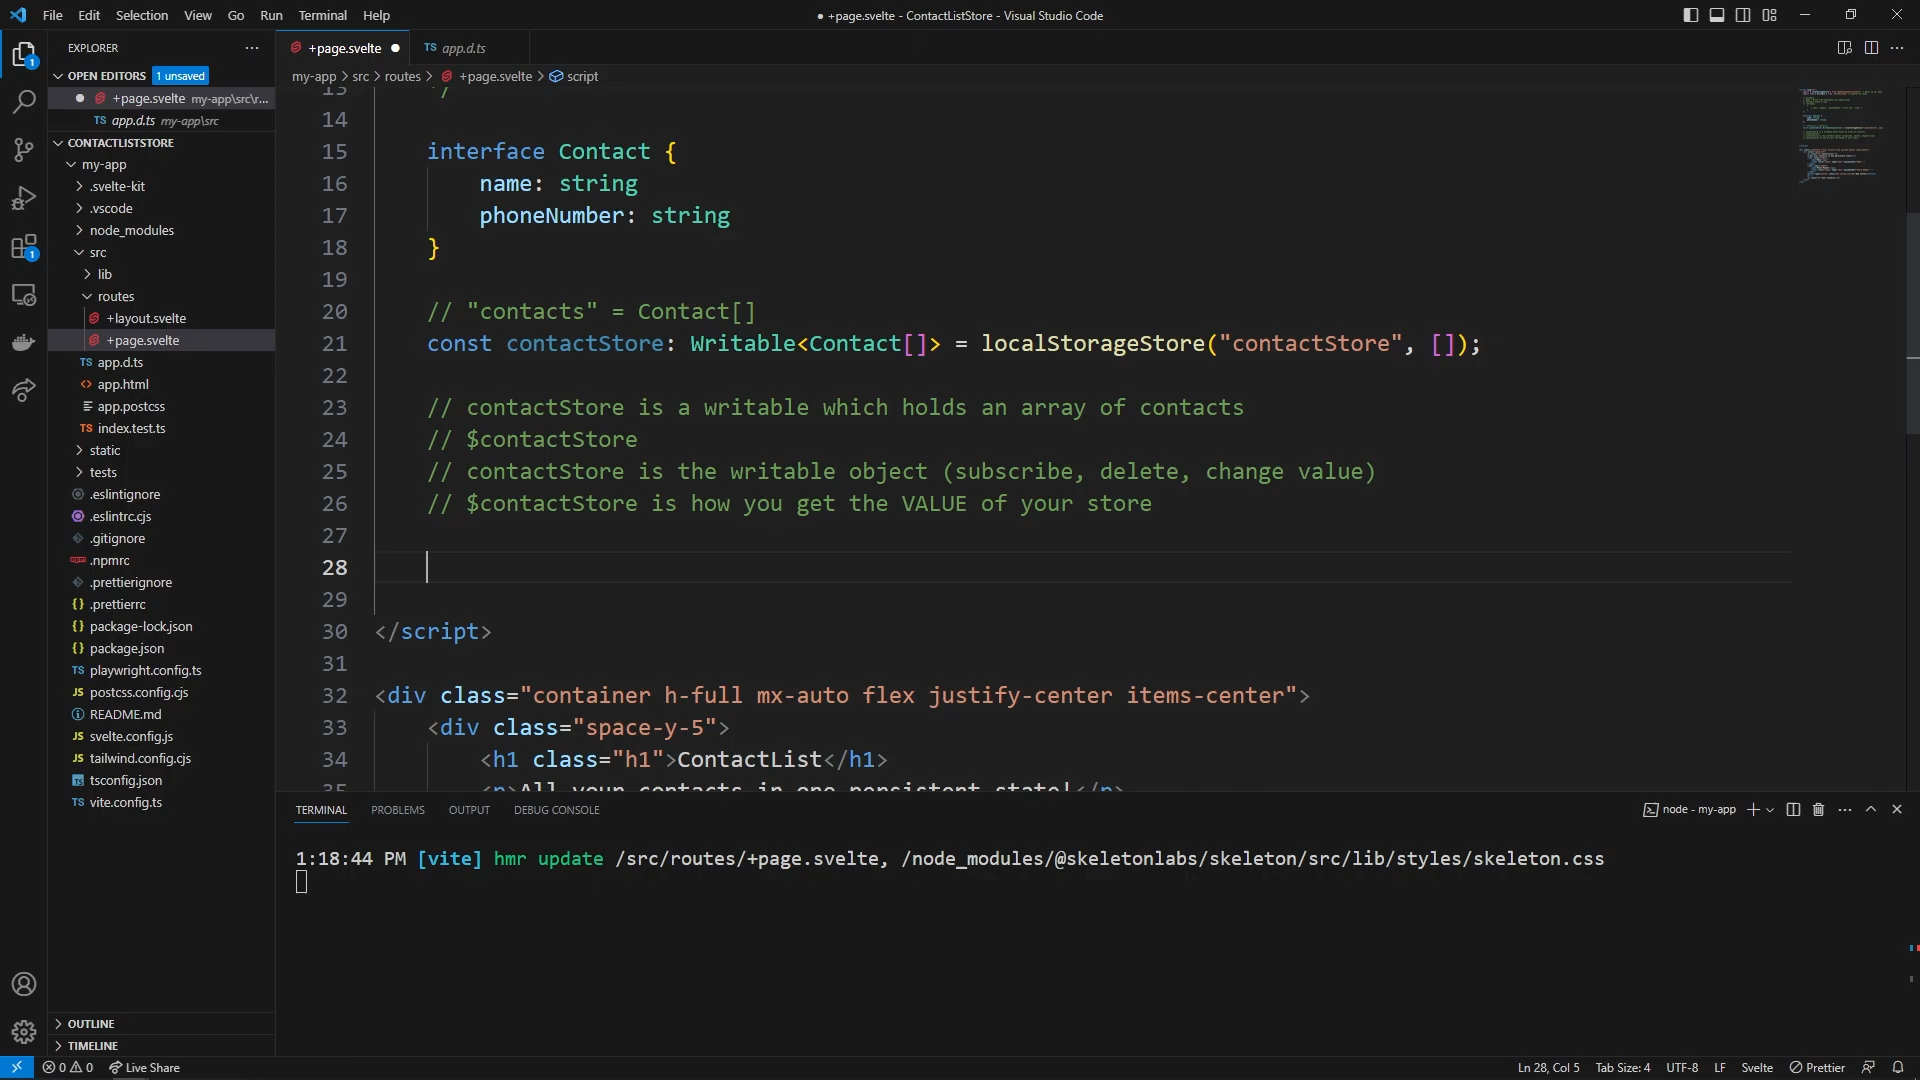 File Edit Selection View Go Run Terminal Help
● +page.svelte - ContactListStore - Visual Studio Code
EXPLORER
OPEN EDITORS 1 unsaved
+page.svelte my-app\src\r...
TS app.d.ts my-app\src
CONTACTLISTSTORE
my-app
.svelte-kit
.vscode
node_modules
src
lib
routes
+layout.svelte
+page.svelte
TS app.d.ts
app.html
app.postcss
TS index.test.ts
static
tests
.eslintignore
.eslintrc.cjs
.gitignore
.npmrc
.prettierignore
.prettierrc
package-lock.json
package.json
TS playwright.config.ts
JS postcss.config.cjs
README.md
JS svelte.config.js
JS tailwind.config.cjs
tsconfig.json
TS vite.config.ts
OUTLINE
TIMELINE
+page.svelte
TS app.d.ts
my-app > src > routes > +page.svelte > script
13 */
14
15 interface Contact {
16 name: string
17 phoneNumber: string
18 }
19
20 // "contacts" = Contact[]
21 const contactStore: Writable<Contact[]> = localStorageStore("contactStore", []);
22
23 // contactStore is a writable which holds an array of contacts
24 // $contactStore
25 // contactStore is the writable object (subscribe, delete, change value)
26 // $contactStore is how you get the VALUE of your store
27
28
29
30 </script>
31
32 <div class="container h-full mx-auto flex justify-center items-center">
33 <div class="space-y-5">
34 <h1 class="h1">ContactList</h1>
35 <p>All your contacts in one persistent state!</p>
TERMINAL PROBLEMS OUTPUT DEBUG CONSOLE
node - my-app
1:18:44 PM [vite] hmr update /src/routes/+page.svelte, /node_modules/@skeletonlabs/skeleton/src/lib/styles/skeleton.css
0 0 Live Share
Ln 28, Col 5 Tab Size: 4 UTF-8 LF Svelte Prettier